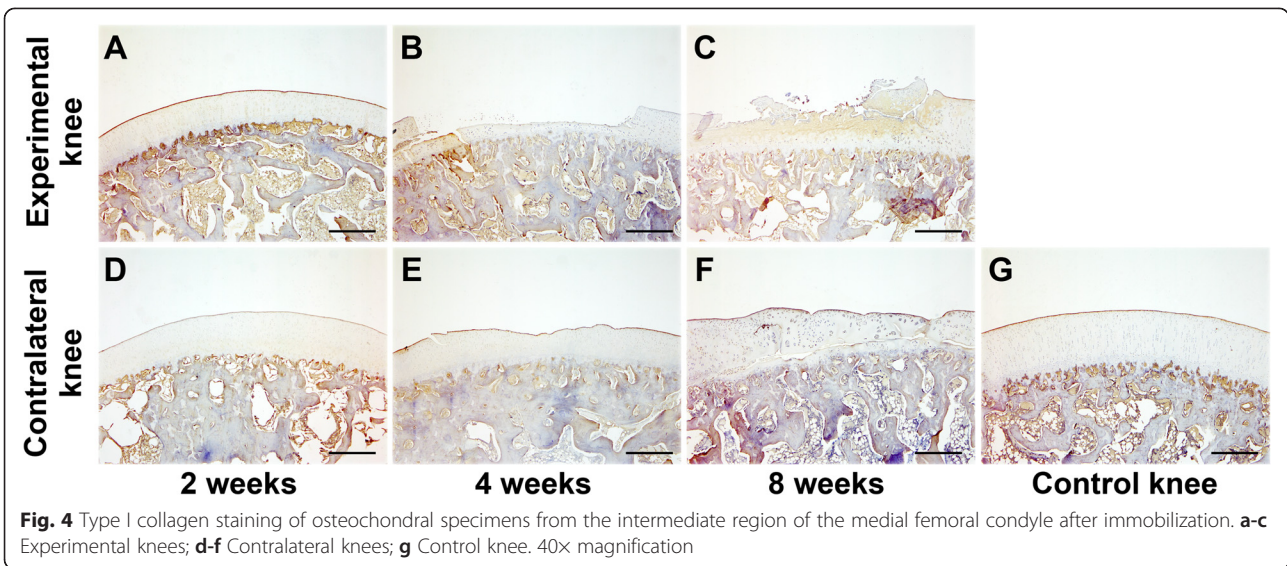 Experimental
knee
A
B
C
Contralateral
knee
D
E
F
G
2 weeks
4 weeks
8 weeks
Control knee
Fig. 4 Type I collagen staining of osteochondral specimens from the intermediate region of the medial femoral condyle after immobilization. a-c
Experimental knees; d-f Contralateral knees; g Control knee. 40× magnification